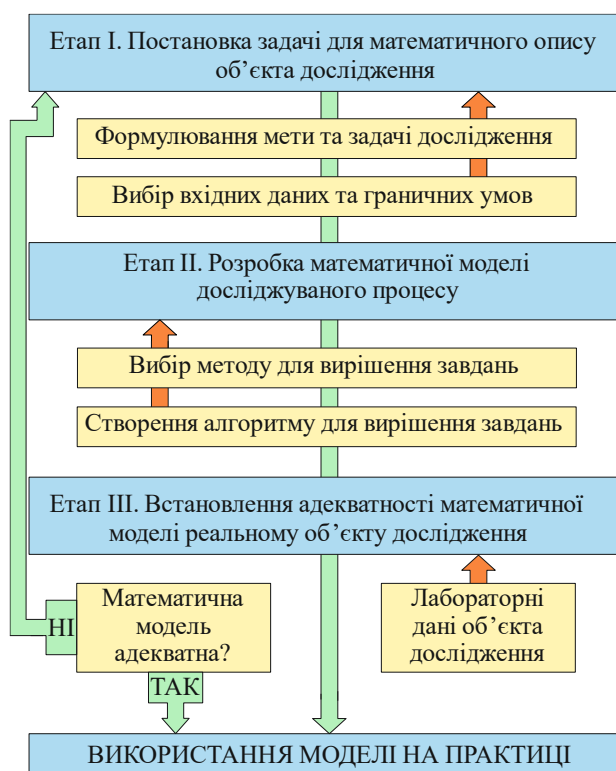 Етап І. Постановка задачі для математичного опису
об’єкта дослідження
Формулювання мети та задачі дослідження
Вибір вхідних даних та граничних умов
Етап ІІ. Розробка математичної моделі
досліджуваного процесу
Вибір методу для вирішення завдань
Створення алгоритму для вирішення завдань
Етап ІІІ. Встановлення адекватності математичної
моделі реальному об’єкту дослідження
НІ
Математична
модель
адекватна?
Лабораторні
дані об’єкта
дослідження
ТАК
ВИКОРИСТАННЯ МОДЕЛІ НА ПРАКТИЦІ